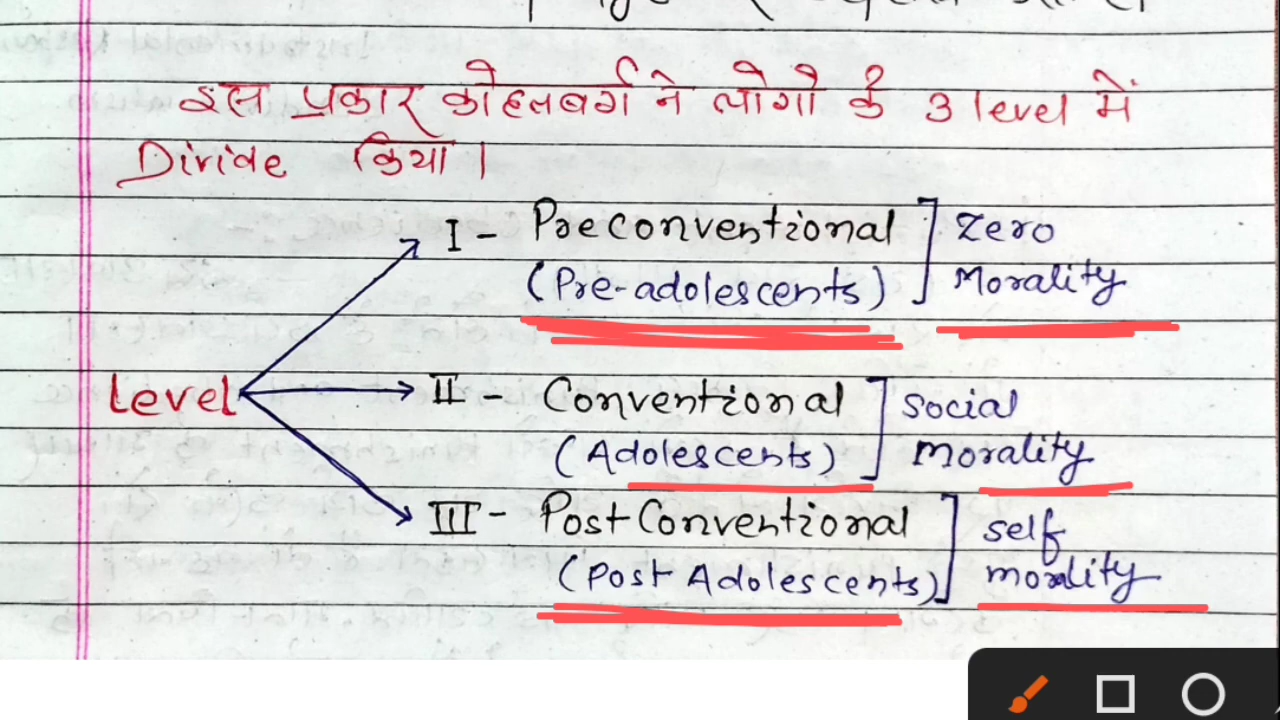 इस प्रकार कोहलबर्ग ने लोगो कें 3 level में
Divide किया।
I - Preconventional ] Zero
(Pre-adolescents) Morality
Level II - Conventional ] Social
(Adolescents) morality
III - Post Conventional ] self
(Post Adolescents) morality